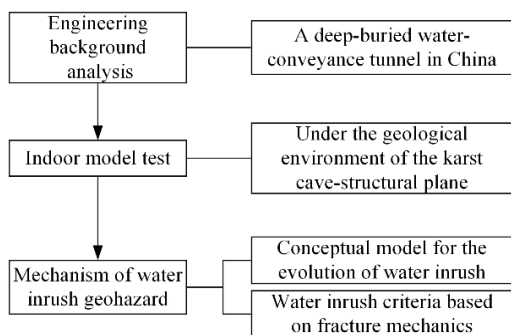 Engineering
background
analysis
A deep-buried water-
conveyance tunnel in China
Indoor model test
Under the geological
environment of the karst
cave-structural plane
Mechanism of water
inrush geohazard
Conceptual model for the
evolution of water inrush
Water inrush criteria based
on fracture mechanics